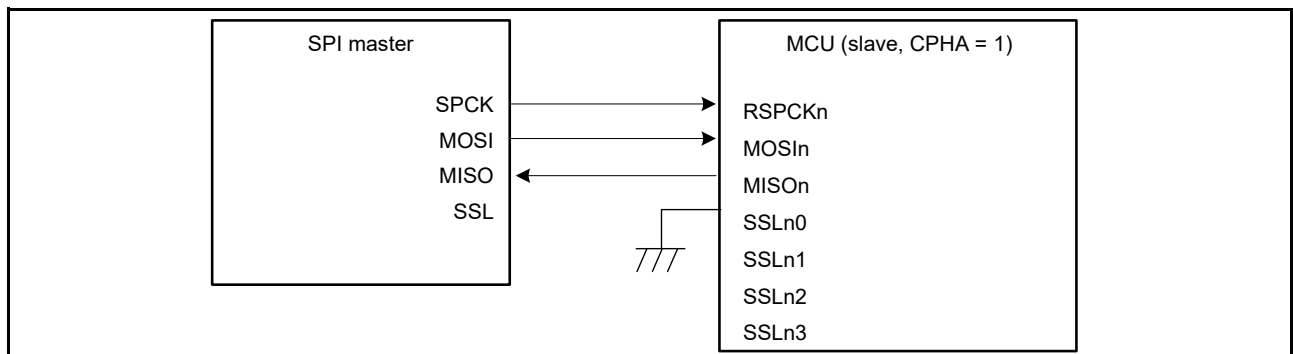 SPI master
SPCK
MOSI
MISO
SSL
MCU (slave, CPHA = 1)
RSPCKn
MOSIn
MISOn
SSLn0
SSLn1
SSLn2
SSLn3